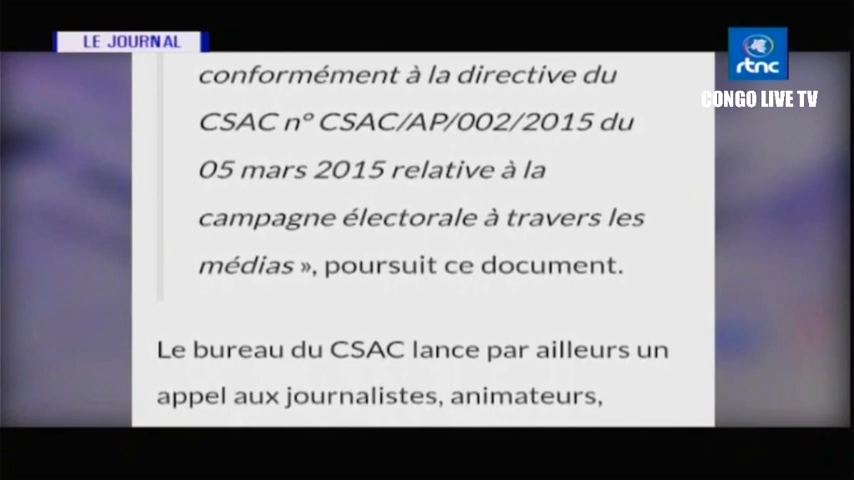 LE JOURNAL
rtnc
CONGO LIVE TV
conformément à la directive du
CSAC n° CSAC/AP/002/2015 du
05 mars 2015 relative à la
campagne électorale à travers les
médias », poursuit ce document.
Le bureau du CSAC lance par ailleurs un
appel aux journalistes, animateurs,